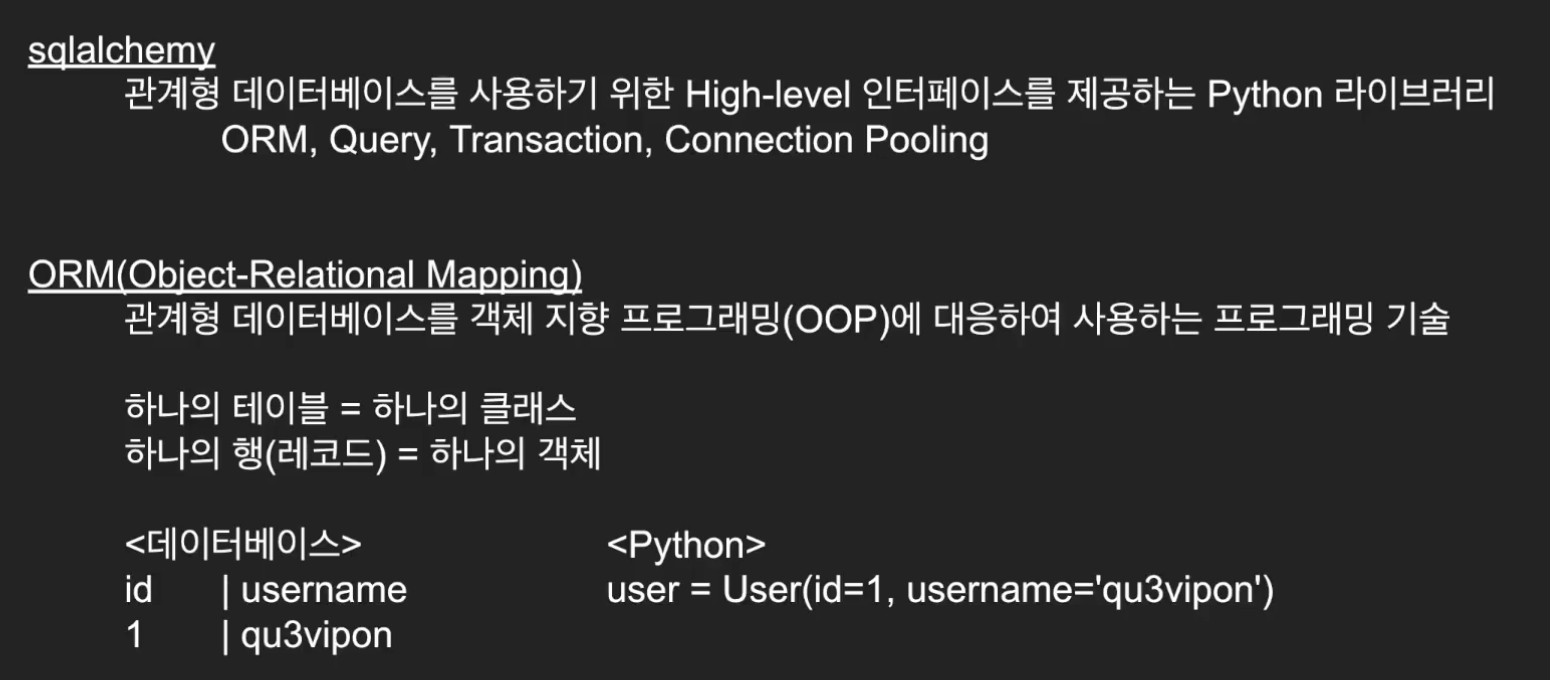 sqlalchemy
관계형 데이터베이스를 사용하기 위한 High-level 인터페이스를 제공하는 Python 라이브러리
ORM, Query, Transaction, Connection Pooling
ORM(Object-Relational Mapping)
관계형 데이터베이스를 객체 지향 프로그래밍(OOP)에 대응하여 사용하는 프로그래밍 기술
하나의 테이블 = 하나의 클래스
하나의 행(레코드) = 하나의 객체
<데이터베이스> <Python>
id | username user = User(id=1, username='qu3vipon')
1 | qu3vipon